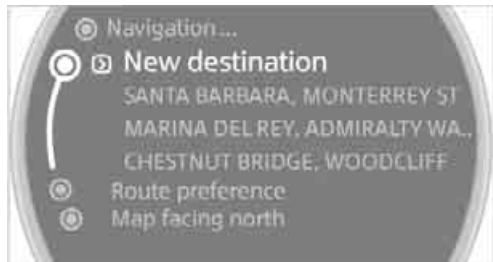 Navigation ...
New destination
SANTA BARBARA, MONTERREY ST
MARINA DEL REY, ADMIRALTY WA..
CHESTNUT BRIDGE, WOODCLIFF
Route preference
Map facing north